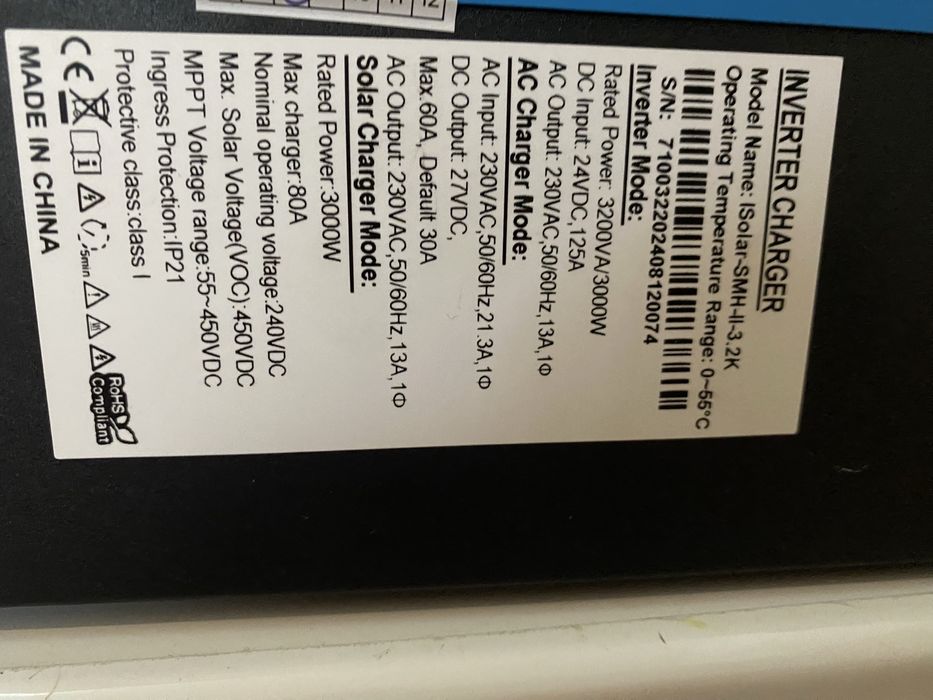 INVERTER CHARGER
Model Name: ISolar-SMH-II-3.2K
Operating Temperature Range: 0~55°C
S/N: 710032202408120074
Inverter Mode:
Rated Power: 3200VA/3000W
DC Input: 24VDC,125A
AC Output: 230VAC,50/60Hz,13A,1Φ
AC Charger Mode:
AC Input: 230VAC,50/60Hz,21.3A,1Φ
DC Output: 27VDC,
Max.60A, Default 30A
AC Output: 230VAC,50/60Hz,13A,1Φ
Solar Charger Mode:
Rated Power:3000W
Max charger:80A
Nominal operating voltage:240VDC
Max. Solar Voltage(VOC):450VDC
MPPT Voltage range:55~450VDC
Ingress Protection:IP21
Protective class:class I
CE i 5min RoHS Compliant
MADE IN CHINA
N